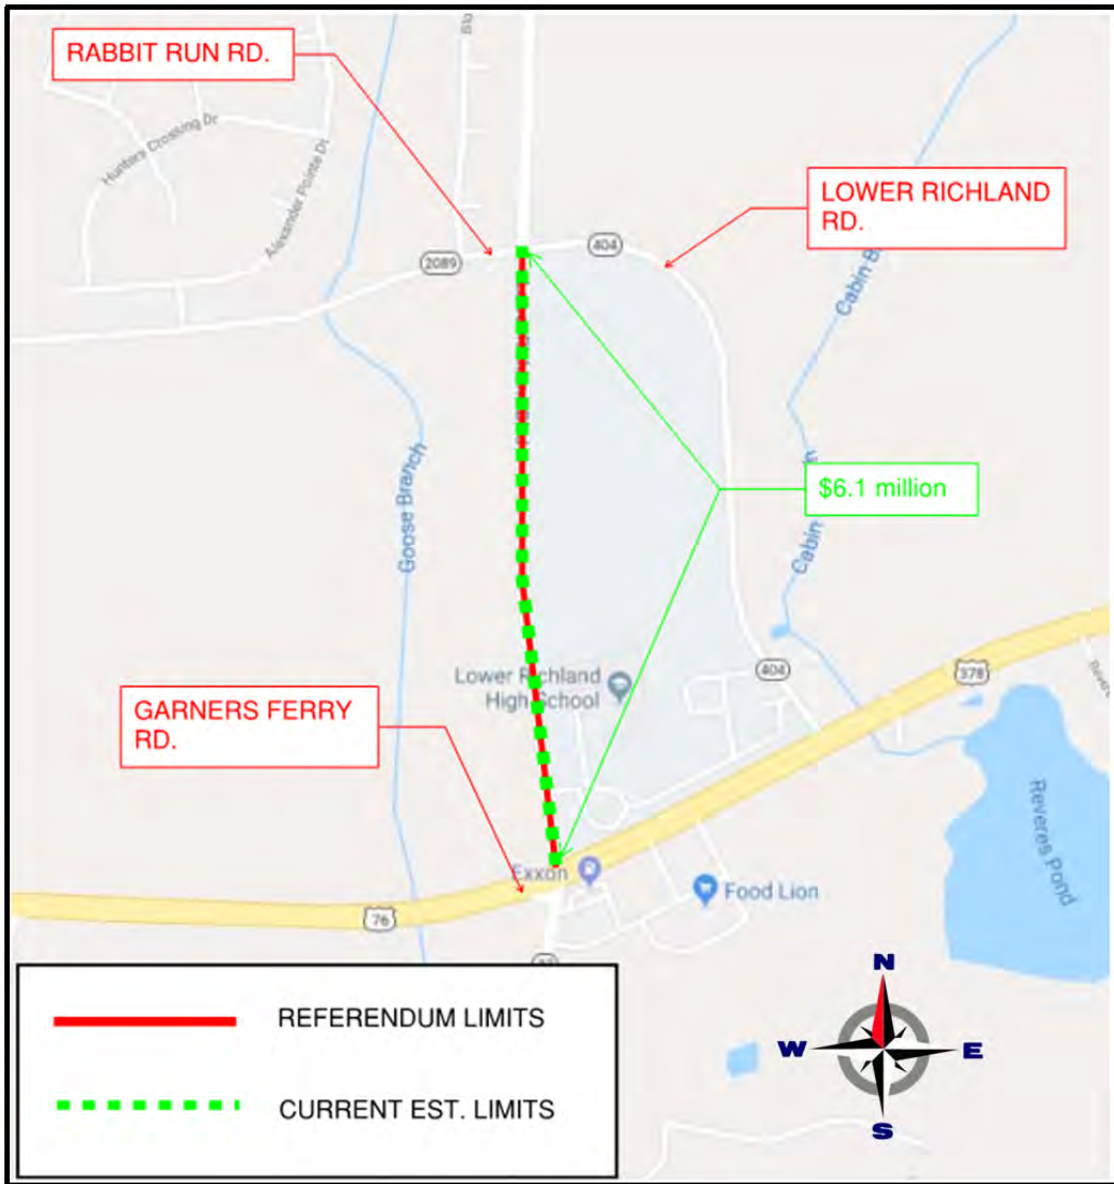 RABBIT RUN RD.
Hunters Crossing Dr
Alexander Pointe Dr
LOWER RICHLAND
RD.
404
2089
Cabin B
Goose Branch
$6.1 million
Cabin
Lower Richland
High School
404
378
GARNERS FERRY
RD.
Reveres Pond
Exxon
Food Lion
76
REFERENDUM LIMITS
CURRENT EST. LIMITS
N
W
E
S